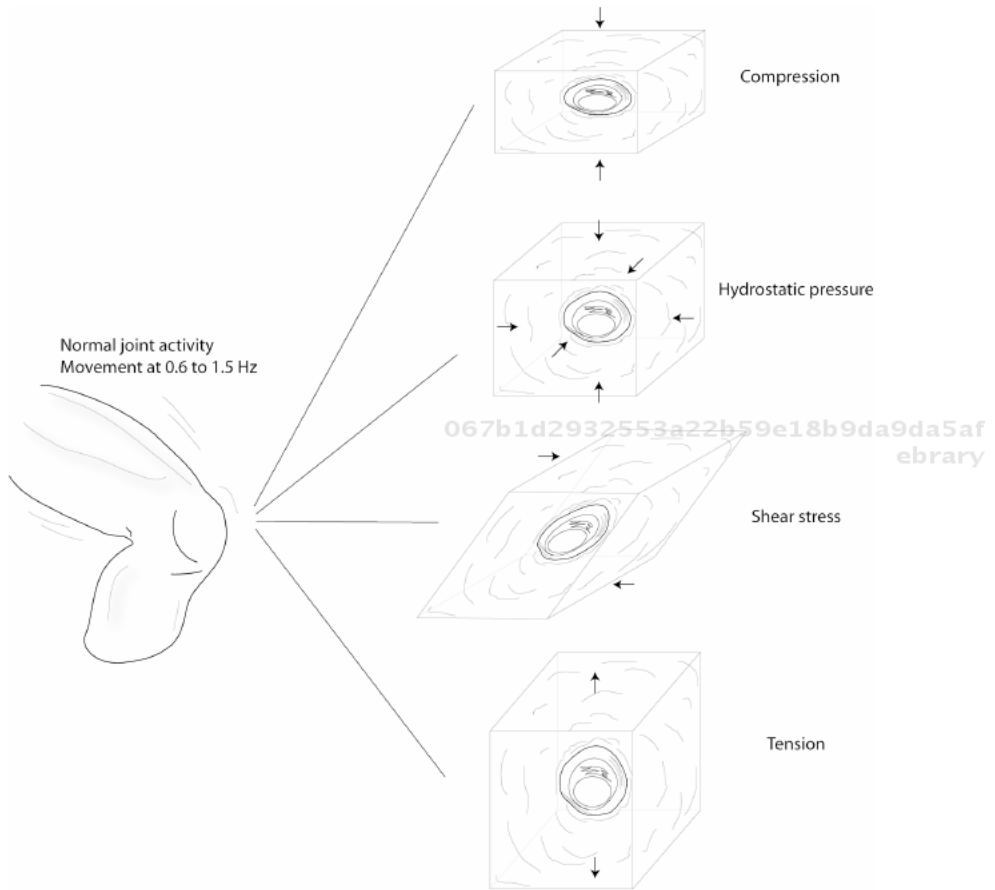 Compression
Hydrostatic pressure
Normal joint activity
Movement at 0.6 to 1.5 Hz
067b1d2932553a22b59e18b9da9da5af
ebrary
Shear stress
Tension